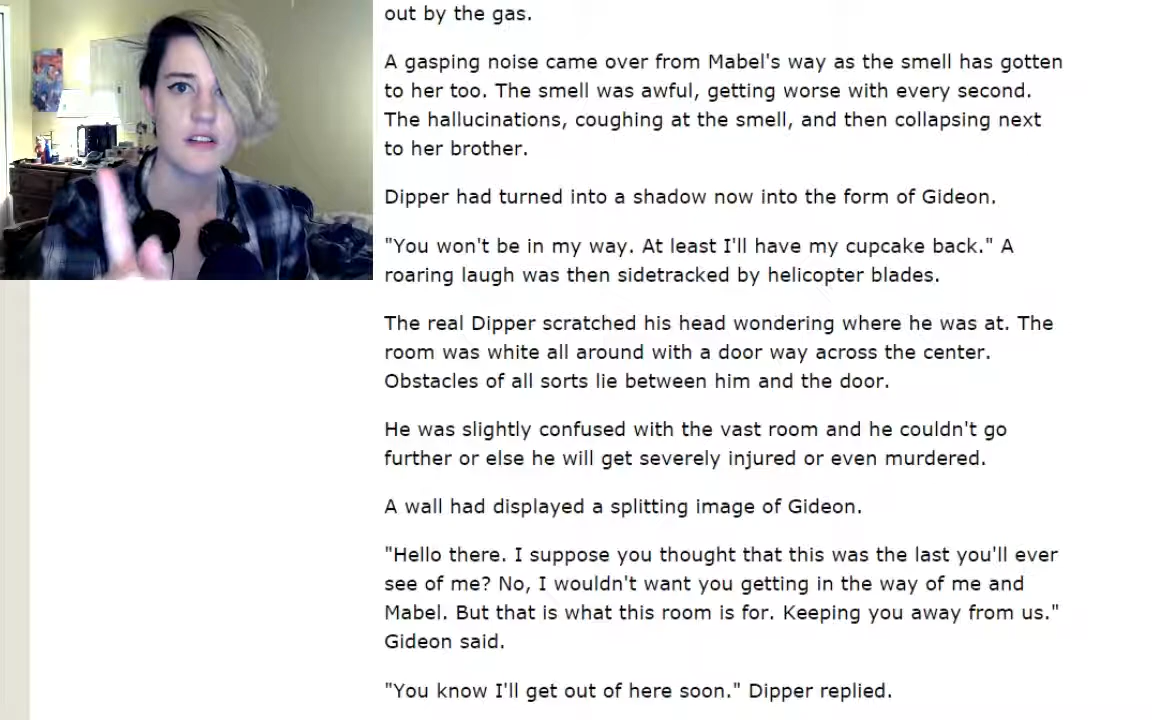 out by the gas.
A gasping noise came over from Mabel's way as the smell has gotten
to her too. The smell was awful, getting worse with every second.
The hallucinations, coughing at the smell, and then collapsing next
to her brother.
Dipper had turned into a shadow now into the form of Gideon.
"You won't be in my way. At least I'll have my cupcake back." A
roaring laugh was then sidetracked by helicopter blades.
The real Dipper scratched his head wondering where he was at. The
room was white all around with a door way across the center.
Obstacles of all sorts lie between him and the door.
He was slightly confused with the vast room and he couldn't go
further or else he will get severely injured or even murdered.
A wall had displayed a splitting image of Gideon.
"Hello there. I suppose you thought that this was the last you'll ever
see of me? No, I wouldn't want you getting in the way of me and
Mabel. But that is what this room is for. Keeping you away from us."
Gideon said.
"You know I'll get out of here soon." Dipper replied.